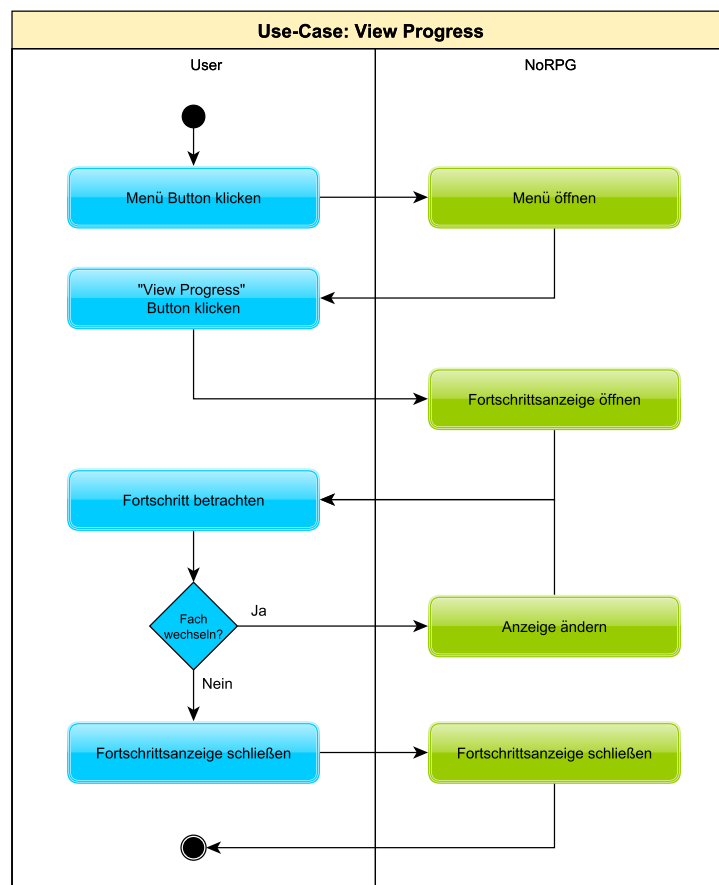 Use-Case: View Progress
User
NoRPG
Menü Button klicken
Menü öffnen
"View Progress"
Button klicken
Fortschrittsanzeige öffnen
Fortschritt betrachten
Fach
wechseln?
Ja
Anzeige ändern
Nein
Fortschrittsanzeige schließen
Fortschrittsanzeige schließen